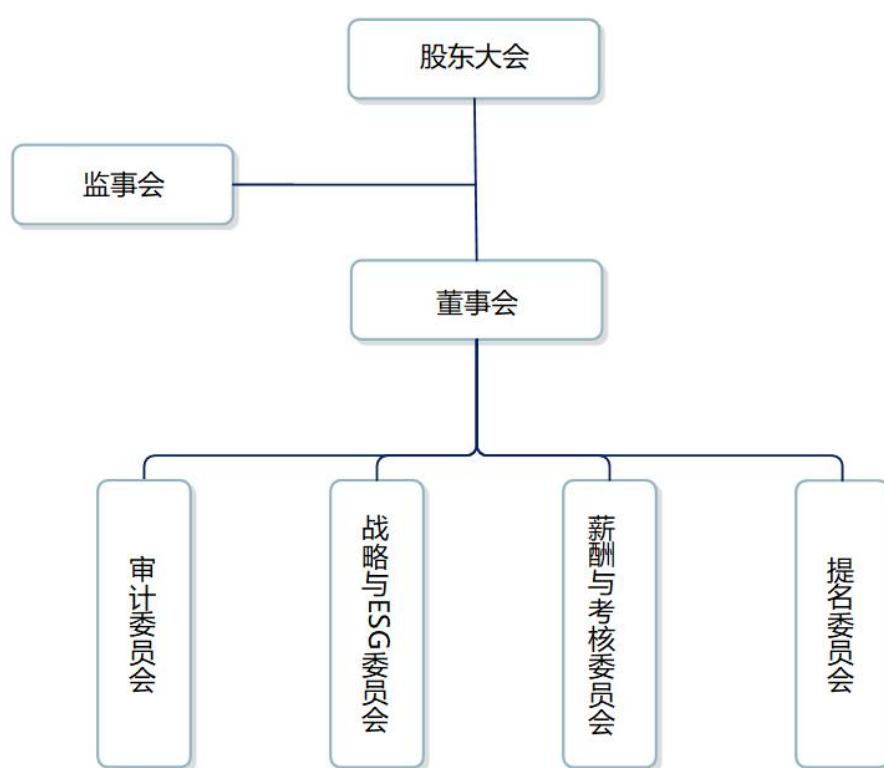 股东大会
监事会
董事会
审计委员会
战略与ESG委员会
薪酬与考核委员会
提名委员会